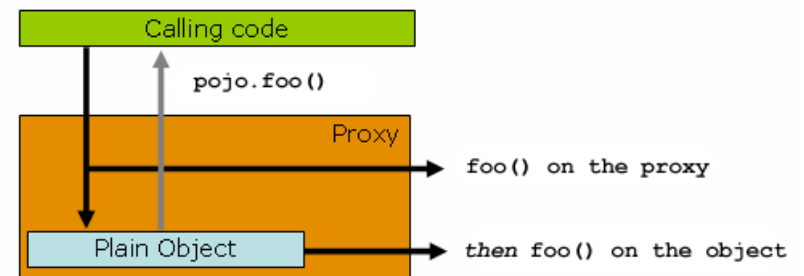 Calling code
pojo.foo()
Proxy
foo() on the proxy
Plain Object
then foo() on the object